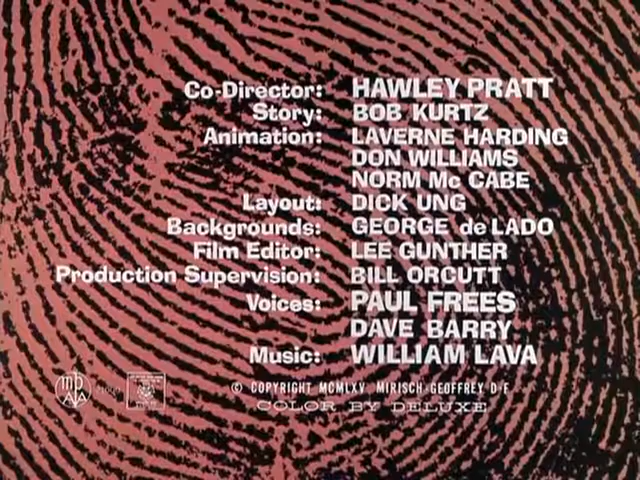 Co-Director: HAWLEY PRATT
Story: BOB KURTZ
Animation: LAVERNE HARDING
DON WILLIAMS
NORM Mc CABE
Layout: DICK UNG
Backgrounds: GEORGE de LADO
Film Editor: LEE GUNTHER
Production Supervision: BILL ORCUTT
Voices: PAUL FREES
DAVE BARRY
Music: WILLIAM LAVA
© COPYRIGHT MCMLXV MIRISCH-GEOFFREY D-F
COLOR BY DELUXE